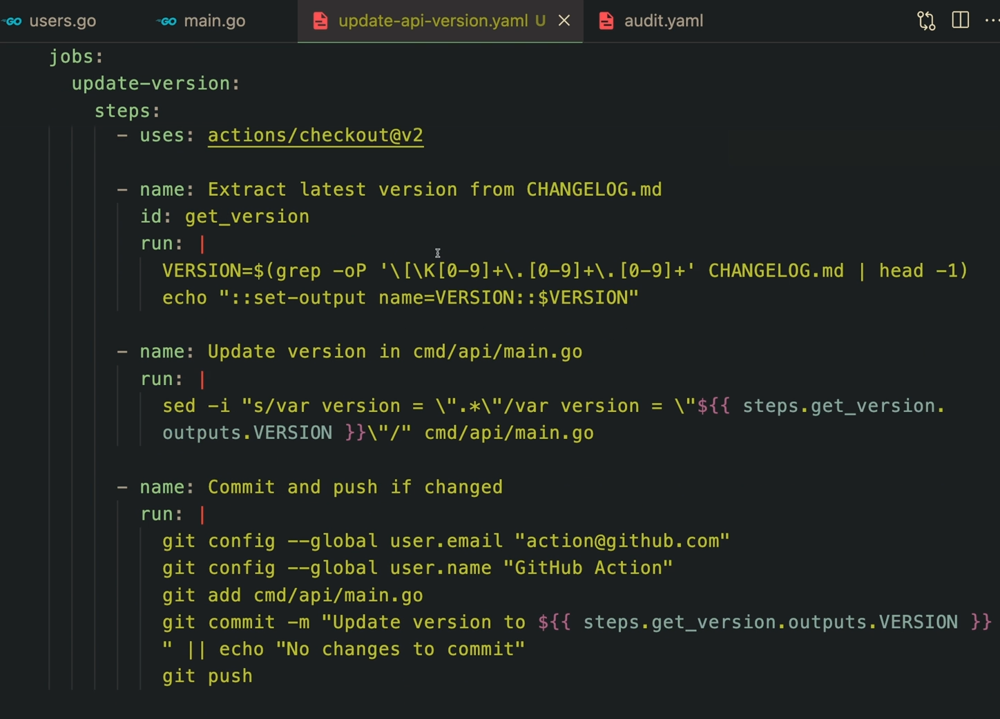 GO users.go GO main.go update-api-version.yaml U × audit.yaml
jobs:
update-version:
steps:
- uses: actions/checkout@v2
- name: Extract latest version from CHANGELOG.md
id: get_version
run: |
VERSION=$(grep -oP '\[\K[0-9]+\.[0-9]+\.[0-9]+' CHANGELOG.md | head -1)
echo "::set-output name=VERSION::$VERSION"
- name: Update version in cmd/api/main.go
run: |
sed -i "s/var version = \".*\"/var version = \"${{ steps.get_version.
outputs.VERSION }}\"/" cmd/api/main.go
- name: Commit and push if changed
run: |
git config --global user.email "action@github.com"
git config --global user.name "GitHub Action"
git add cmd/api/main.go
git commit -m "Update version to ${{ steps.get_version.outputs.VERSION }}
" || echo "No changes to commit"
git push